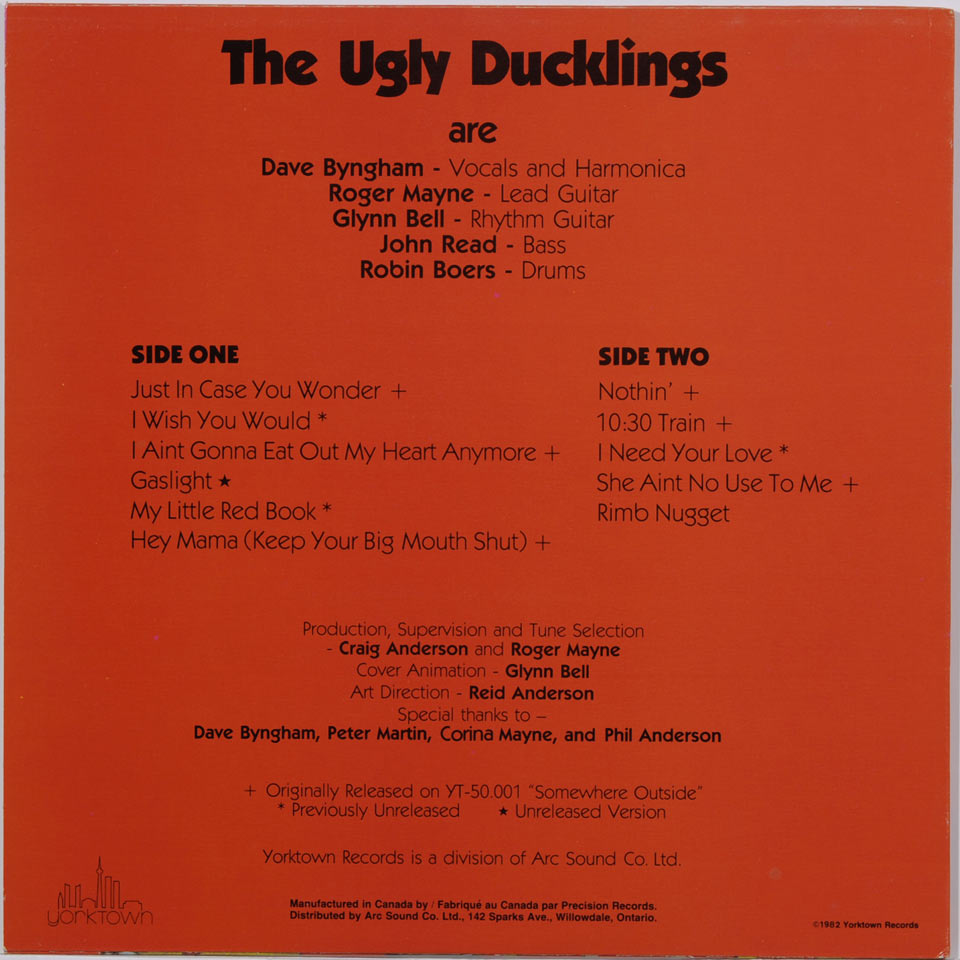 The Ugly Ducklings
are
Dave Byngham - Vocals and Harmonica
Roger Mayne - Lead Guitar
Glynn Bell - Rhythm Guitar
John Read - Bass
Robin Boers - Drums
SIDE ONE
Just In Case You Wonder +
I Wish You Would *
I Aint Gonna Eat Out My Heart Anymore +
Gaslight ★
My Little Red Book *
Hey Mama (Keep Your Big Mouth Shut) +
SIDE TWO
Nothin' +
10:30 Train +
I Need Your Love *
She Aint No Use To Me +
Rimb Nugget
Production, Supervision and Tune Selection
- Craig Anderson and Roger Mayne
Cover Animation - Glynn Bell
Art Direction - Reid Anderson
Special thanks to –
Dave Byngham, Peter Martin, Corina Mayne, and Phil Anderson
+ Originally Released on YT-50.001 "Somewhere Outside"
* Previously Unreleased ★ Unreleased Version
Yorktown Records is a division of Arc Sound Co. Ltd.
yorktown
Manufactured in Canada by / Fabriqué au Canada par Precision Records.
Distributed by Arc Sound Co. Ltd., 142 Sparks Ave., Willowdale, Ontario.
©1982 Yorktown Records